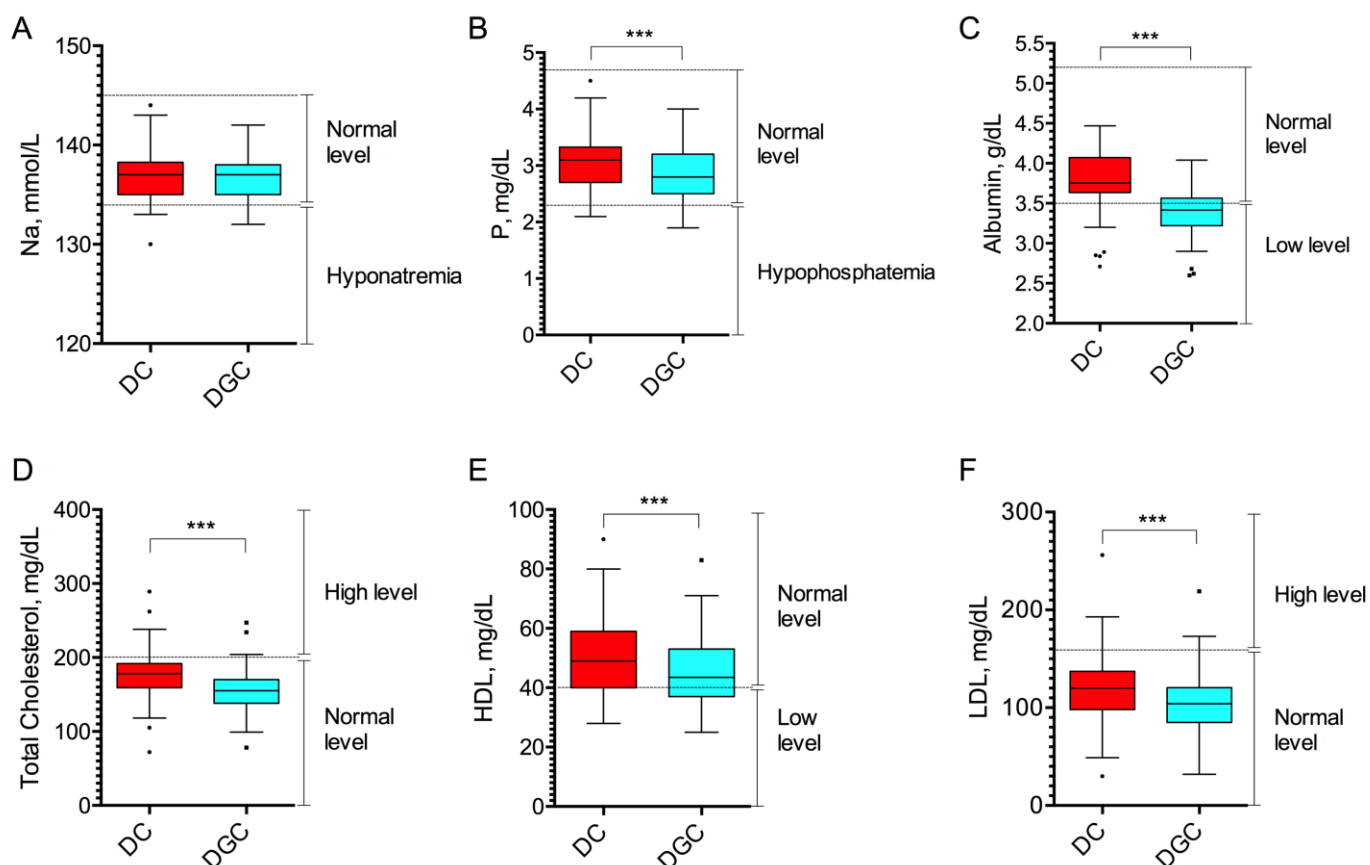 A
Na, mmol/L
150
140
130
120
Normal
level
Hyponatremia
DC
DGC
B
***
P, mg/dL
5
4
3
2
1
0
Normal
level
Hypophosphatemia
DC
DGC
C
***
Albumin, g/dL
5.5
5.0
4.5
4.0
3.5
3.0
2.5
2.0
Normal
level
Low level
DC
DGC
D
***
Total Cholesterol, mg/dL
400
300
200
100
0
High level
Normal
level
DC
DGC
E
***
HDL, mg/dL
100
80
60
40
20
0
Normal
level
Low
level
DC
DGC
F
***
LDL, mg/dL
300
200
100
0
High level
Normal
level
DC
DGC